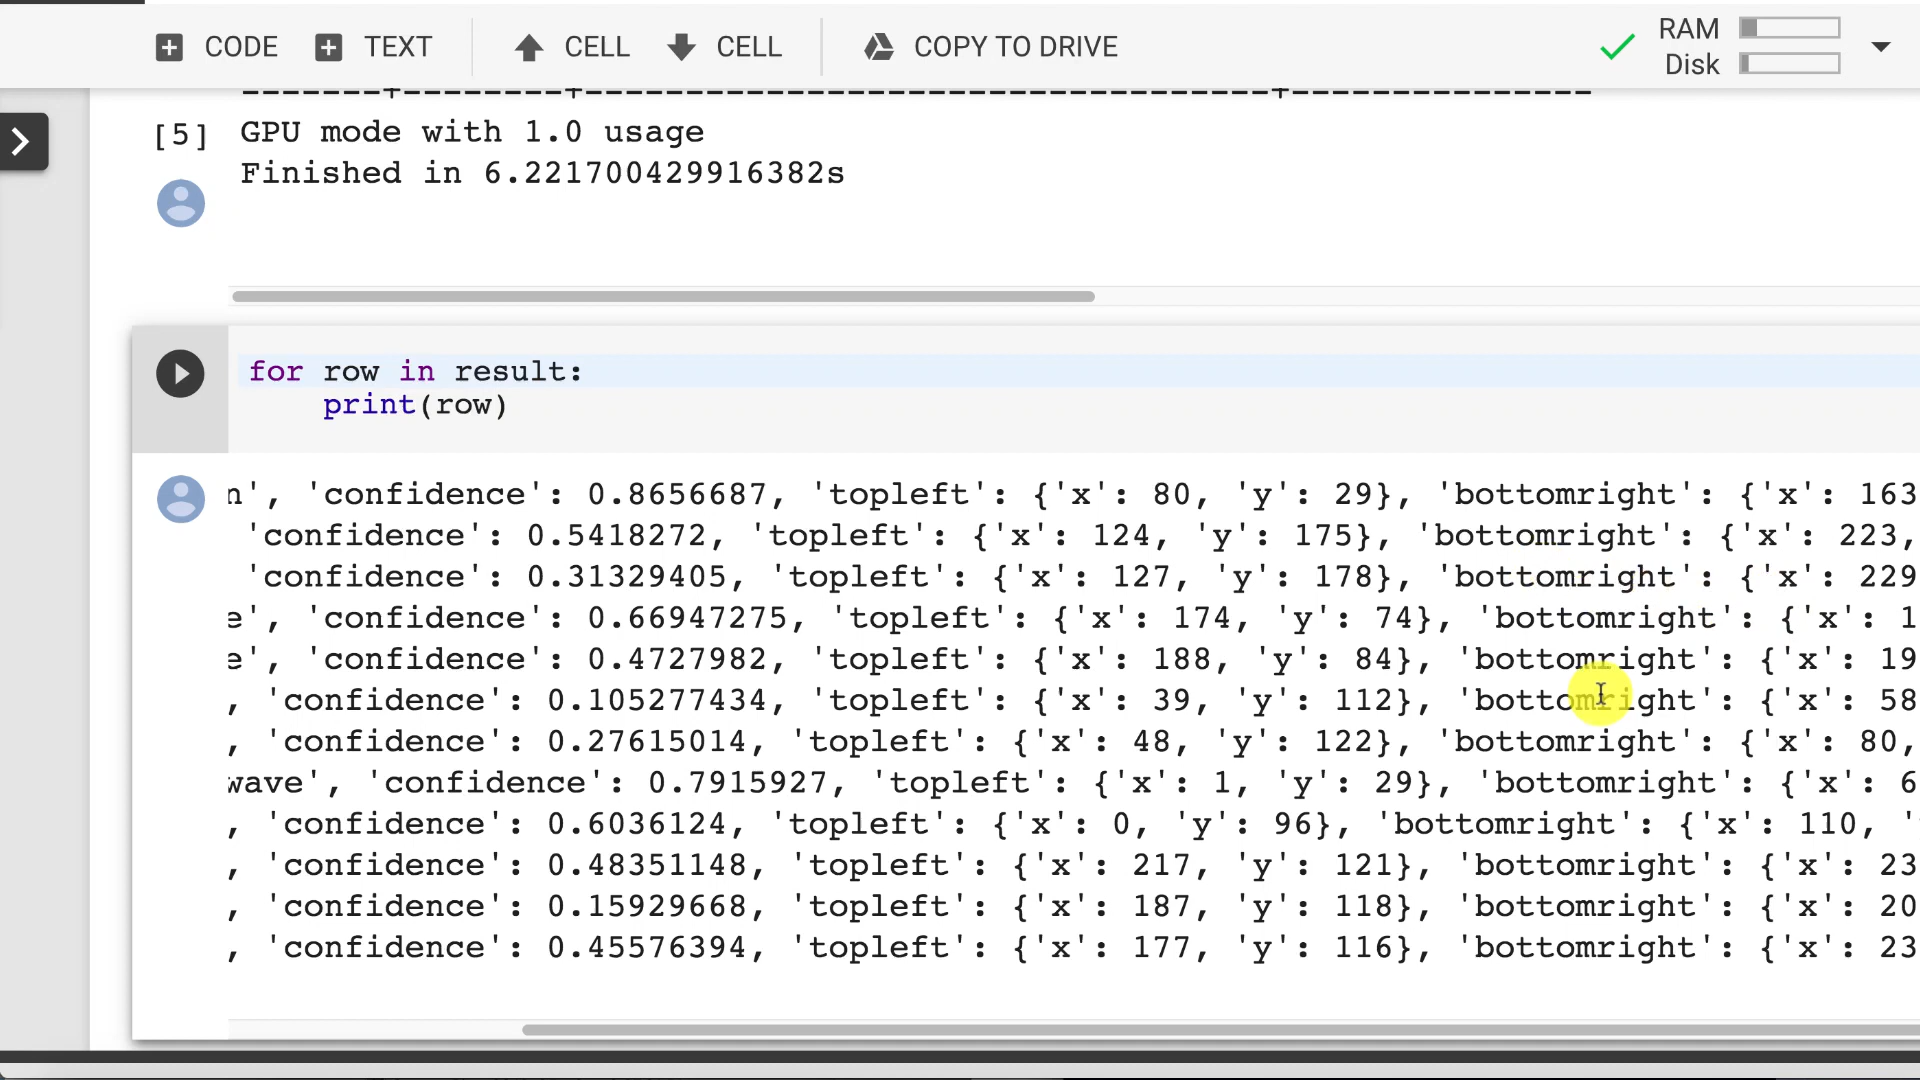 CODE TEXT CELL CELL COPY TO DRIVE RAM
Disk
-------+--------+----------------------------------+---------------
[5] GPU mode with 1.0 usage
Finished in 6.221700429916382s
for row in result:
print(row)
n', 'confidence': 0.8656687, 'topleft': {'x': 80, 'y': 29}, 'bottomright': {'x': 163
'confidence': 0.5418272, 'topleft': {'x': 124, 'y': 175}, 'bottomright': {'x': 223,
'confidence': 0.31329405, 'topleft': {'x': 127, 'y': 178}, 'bottomright': {'x': 229
e', 'confidence': 0.66947275, 'topleft': {'x': 174, 'y': 74}, 'bottomright': {'x': 1
e', 'confidence': 0.4727982, 'topleft': {'x': 188, 'y': 84}, 'bottomright': {'x': 19
, 'confidence': 0.105277434, 'topleft': {'x': 39, 'y': 112}, 'bottomright': {'x': 58
, 'confidence': 0.27615014, 'topleft': {'x': 48, 'y': 122}, 'bottomright': {'x': 80,
wave', 'confidence': 0.7915927, 'topleft': {'x': 1, 'y': 29}, 'bottomright': {'x': 6
, 'confidence': 0.6036124, 'topleft': {'x': 0, 'y': 96}, 'bottomright': {'x': 110, '
, 'confidence': 0.48351148, 'topleft': {'x': 217, 'y': 121}, 'bottomright': {'x': 23
, 'confidence': 0.15929668, 'topleft': {'x': 187, 'y': 118}, 'bottomright': {'x': 20
, 'confidence': 0.45576394, 'topleft': {'x': 177, 'y': 116}, 'bottomright': {'x': 23